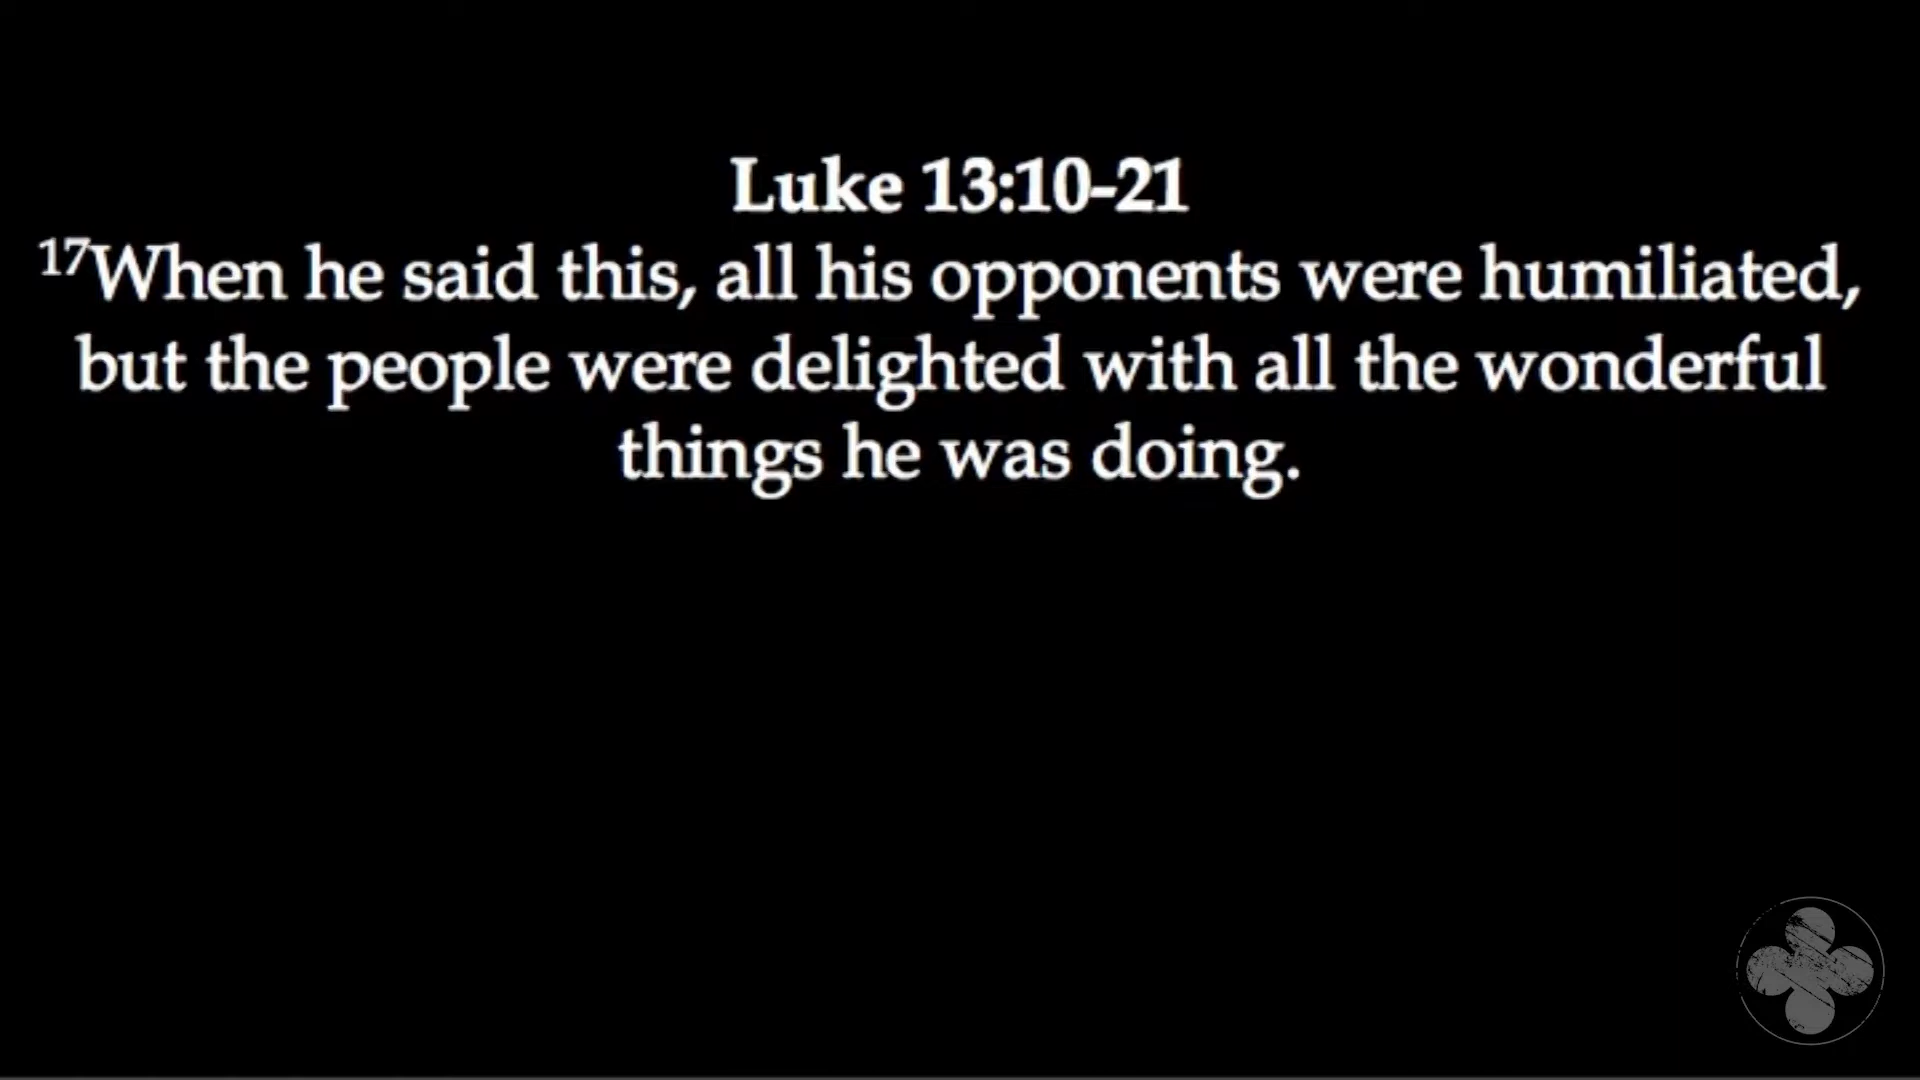 Luke 13:10-21
17When he said this, all his opponents were humiliated,
but the people were delighted with all the wonderful
things he was doing.